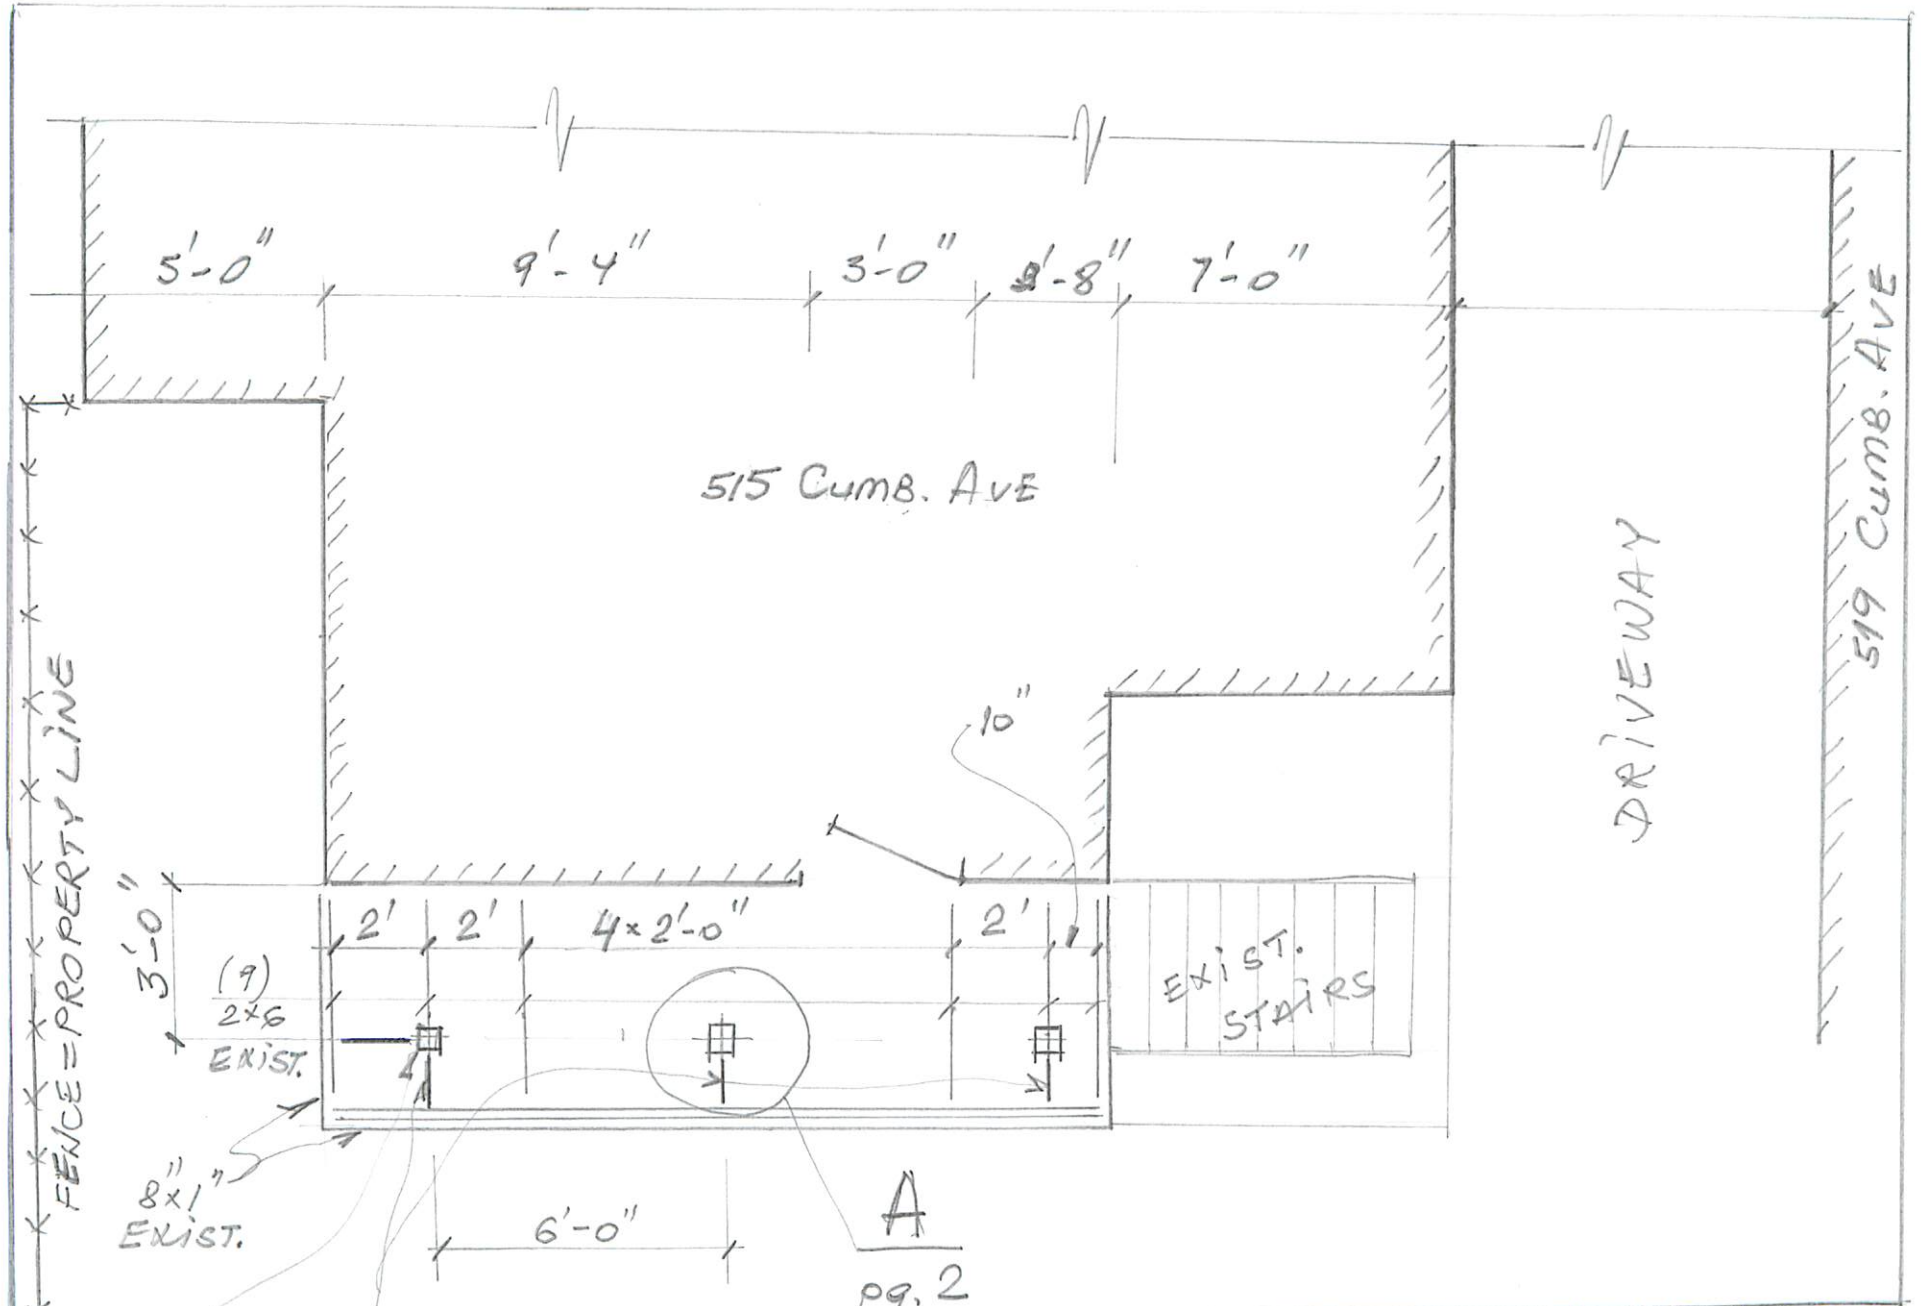 5'-0" 9'-4" 3'-0" 7'-0"
515 Cumb. AVE
519 Cumb. AVE
DRiVEWAY
FENCE=PROPERTY LiNE
10"
3'-0"
2' 2' 4×2'-0" 2'
(9)
2×6
EXiST.
EXiST.
STAiRS
8"×1"
EXiST.
6'-0"
A
pg. 2